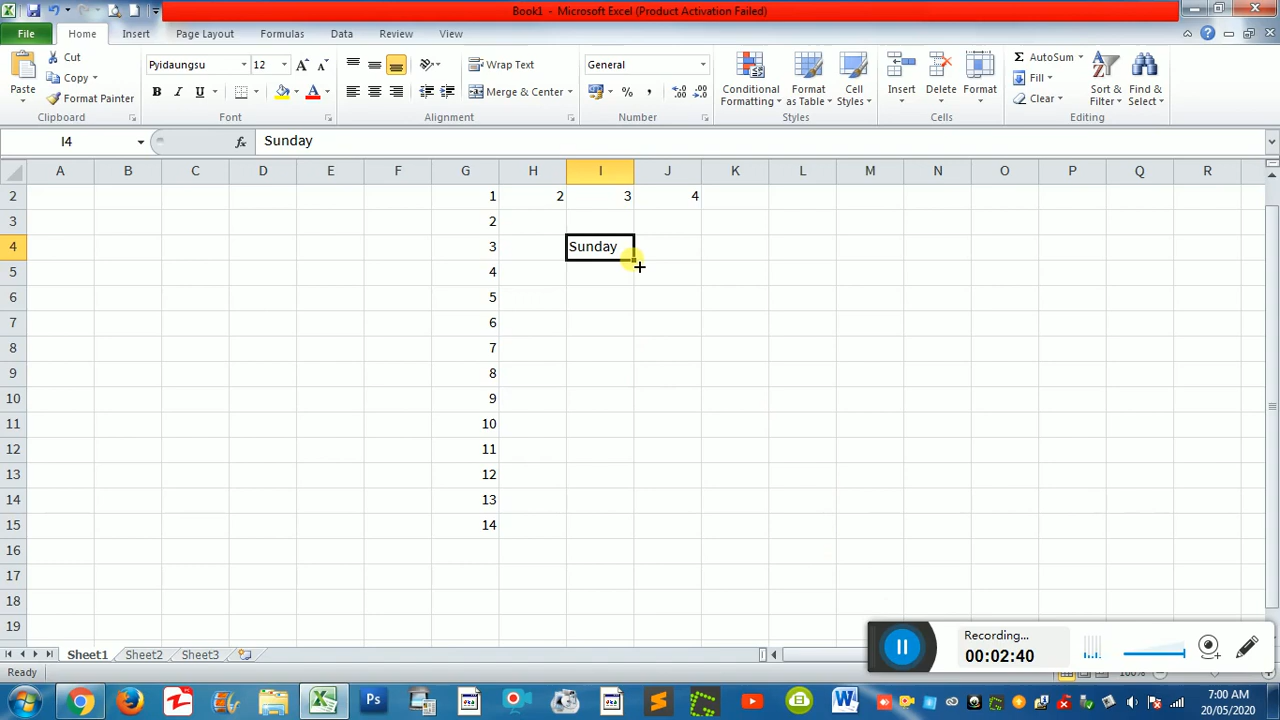 Book1 - Microsoft Excel (Product Activation Failed)
File Home Insert Page Layout Formulas Data Review View
Paste Cut Copy Format Painter Clipboard
Pyidaungsu 12 A A B I U A Font
Wrap Text Merge & Center Alignment
General % , Number
Conditional Formatting Format as Table Cell Styles Styles
Insert Delete Format Cells
Σ AutoSum Fill Clear Sort & Filter Find & Select Editing
I4 fx Sunday
A B C D E F G H I J K L M N O P Q R
2 1 2 3 4
3 2
4 3 Sunday
5 4
6 5
7 6
8 7
9 8
10 9
11 10
12 11
13 12
14 13
15 14
16
17
18
19
Recording...
00:02:40
Sheet1 Sheet2 Sheet3
Ready 100%
7:00 AM
20/05/2020